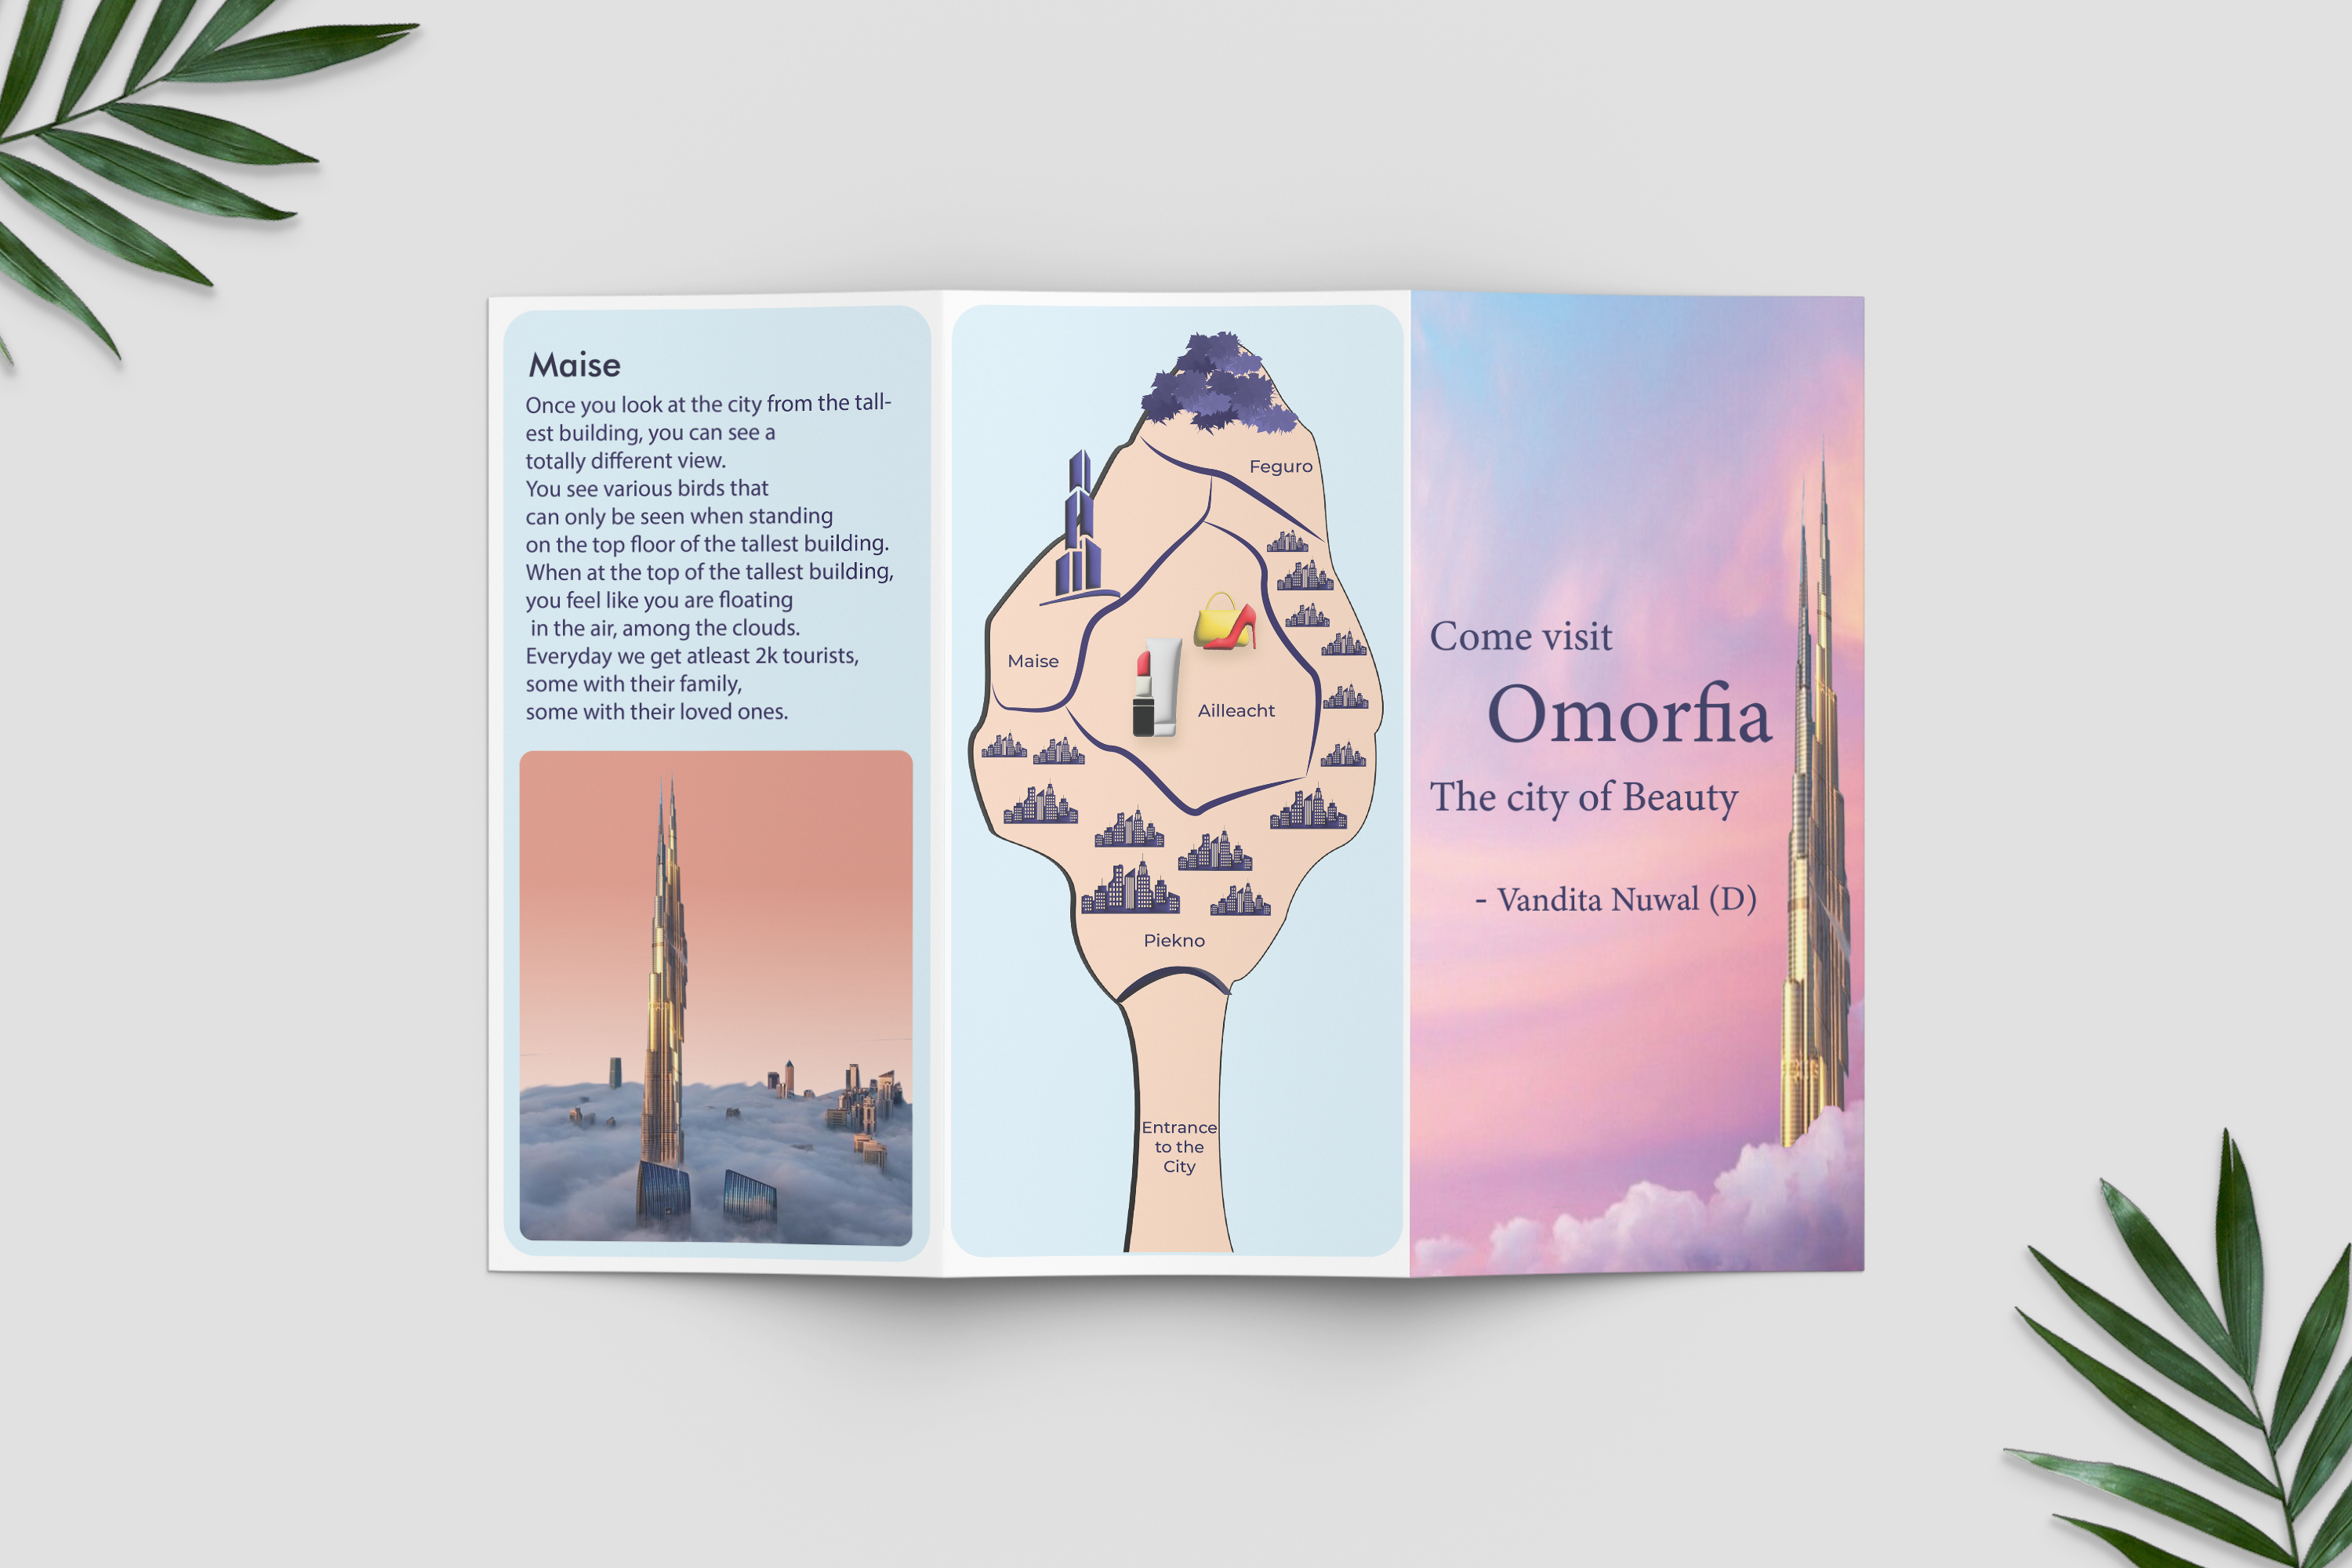 Maise
Once you look at the city from the tall-
est building, you can see a
totally different view.
You see various birds that
can only be seen when standing
on the top floor of the tallest building.
When at the top of the tallest building,
you feel like you are floating
in the air, among the clouds.
Everyday we get atleast 2k tourists,
some with their family,
some with their loved ones.
Feguro
Maise
Ailleacht
Piekno
Entrance
to the
City
Come visit
Omorfia
The city of Beauty
- Vandita Nuwal (D)